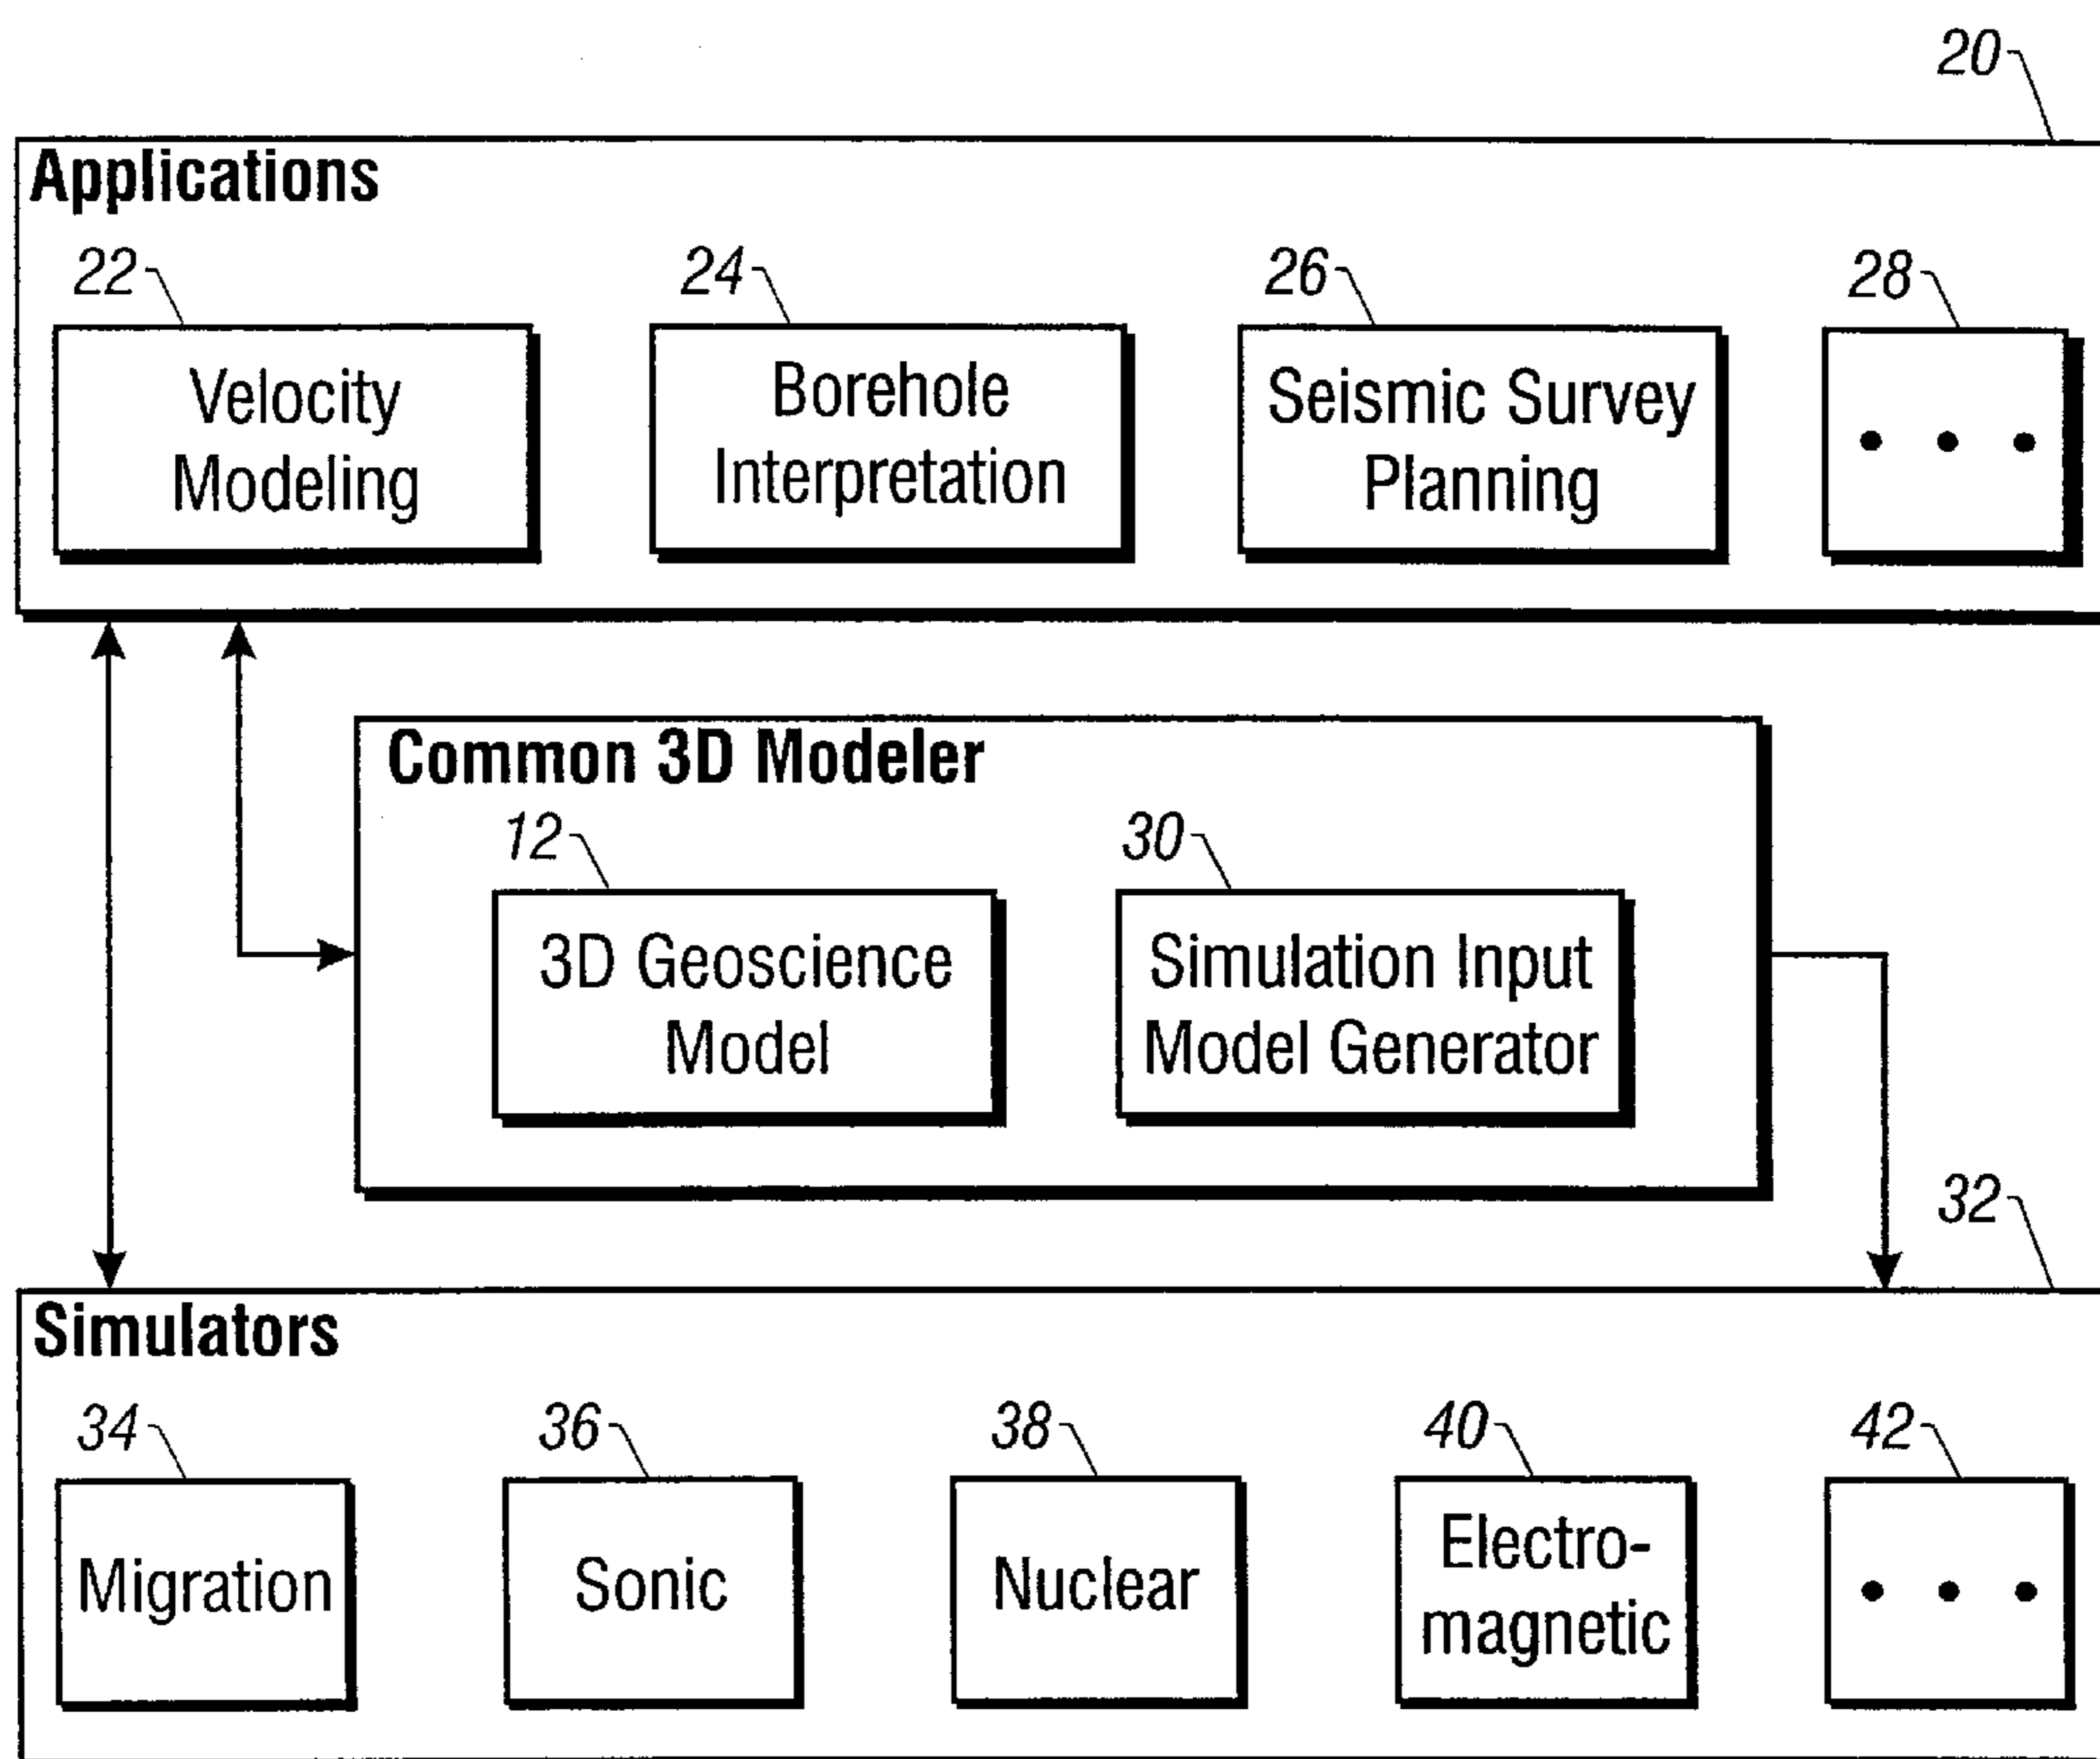 20
Applications
22
24
26
28
Velocity
Modeling
Borehole
Interpretation
Seismic Survey
Planning
• • •
Common 3D Modeler
12
30
3D Geoscience
Model
Simulation Input
Model Generator
32
Simulators
34
36
38
40
42
Migration
Sonic
Nuclear
Electro-
magnetic
• • •